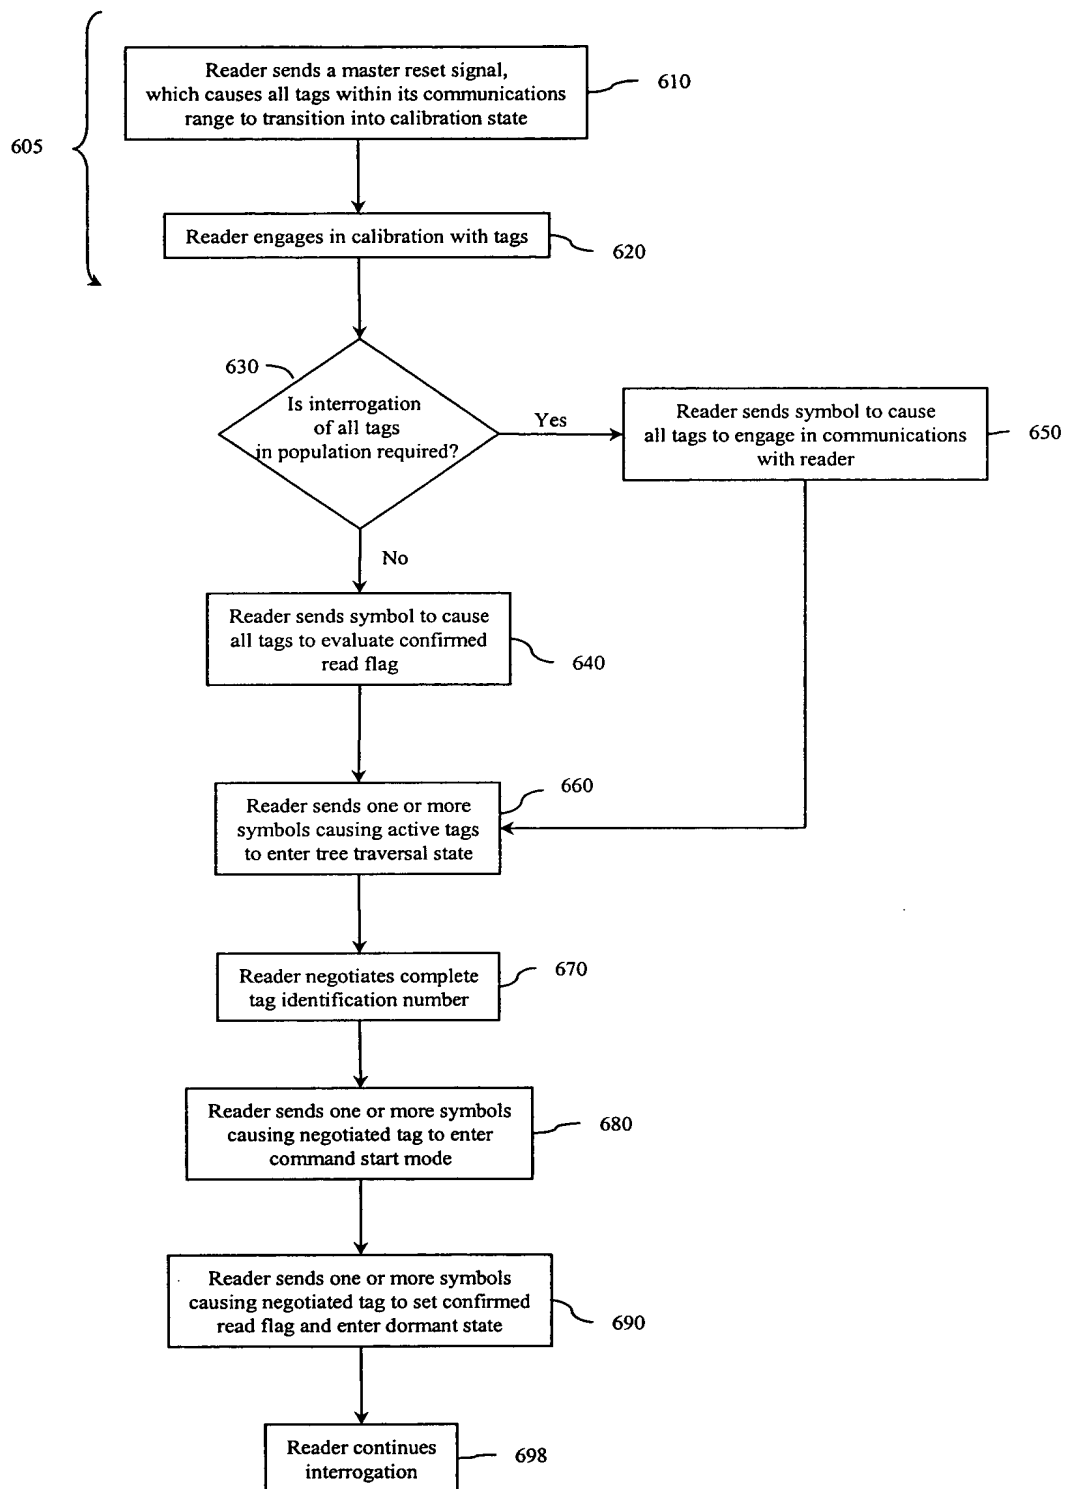 Reader sends a master reset signal,
which causes all tags within its communications
range to transition into calibration state
610
605
Reader engages in calibration with tags
620
630
Is interrogation
of all tags
in population required?
Yes
Reader sends symbol to cause
all tags to engage in communications
with reader
650
No
Reader sends symbol to cause
all tags to evaluate confirmed
read flag
640
Reader sends one or more
symbols causing active tags
to enter tree traversal state
660
Reader negotiates complete
tag identification number
670
Reader sends one or more symbols
causing negotiated tag to enter
command start mode
680
Reader sends one or more symbols
causing negotiated tag to set confirmed
read flag and enter dormant state
690
Reader continues
interrogation
698